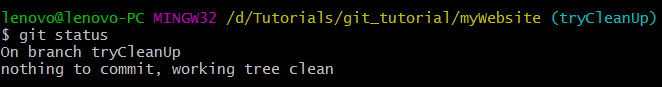 lenovo@lenovo-PC MINGW32 /d/Tutorials/git_tutorial/myWebsite (tryCleanUp)
$ git status
On branch tryCleanUp
nothing to commit, working tree clean